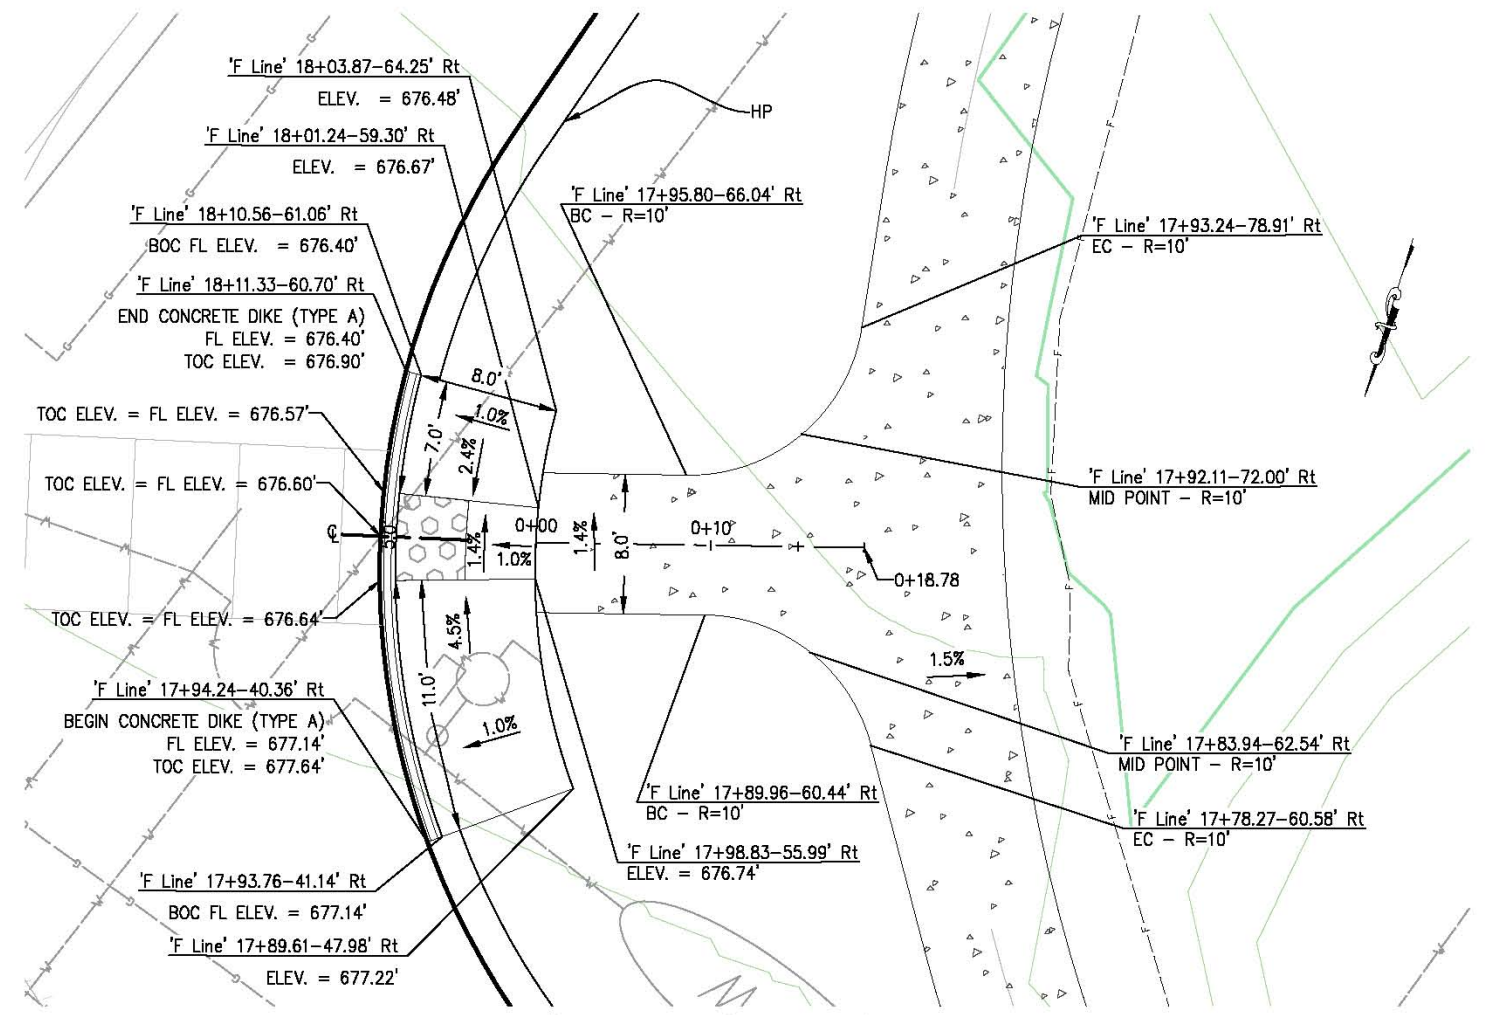 'F Line' 18+03.87-64.25' Rt
ELEV. = 676.48'
'F Line' 18+01.24-59.30' Rt
ELEV. = 676.67'
'F Line' 18+10.56-61.06' Rt
BOC FL ELEV. = 676.40'
'F Line' 18+11.33-60.70' Rt
END CONCRETE DIKE (TYPE A)
FL ELEV. = 676.40'
TOC ELEV. = 676.90'
TOC ELEV. = FL ELEV. = 676.57'
TOC ELEV. = FL ELEV. = 676.60'
TOC ELEV. = FL ELEV. = 676.64'
'F Line' 17+94.24-40.36' Rt
BEGIN CONCRETE DIKE (TYPE A)
FL ELEV. = 677.14'
TOC ELEV. = 677.64'
'F Line' 17+93.76-41.14' Rt
BOC FL ELEV. = 677.14'
'F Line' 17+89.61-47.98' Rt
ELEV. = 677.22'
HP
'F Line' 17+95.80-66.04' Rt
BC - R=10'
8.0'
1.0%
7.0'
2.4%
℄
5.0
1.4%
0+00
1.0%
1.4%
8.0'
0+10
0+18.78
4.5%
11.0'
1.0%
1.5%
'F Line' 17+93.24-78.91' Rt
EC - R=10'
'F Line' 17+92.11-72.00' Rt
MID POINT - R=10'
'F Line' 17+83.94-62.54' Rt
MID POINT - R=10'
'F Line' 17+78.27-60.58' Rt
EC - R=10'
'F Line' 17+89.96-60.44' Rt
BC - R=10'
'F Line' 17+98.83-55.99' Rt
ELEV. = 676.74'
F
F
F
F
F
F
F
G
G
G
G
G